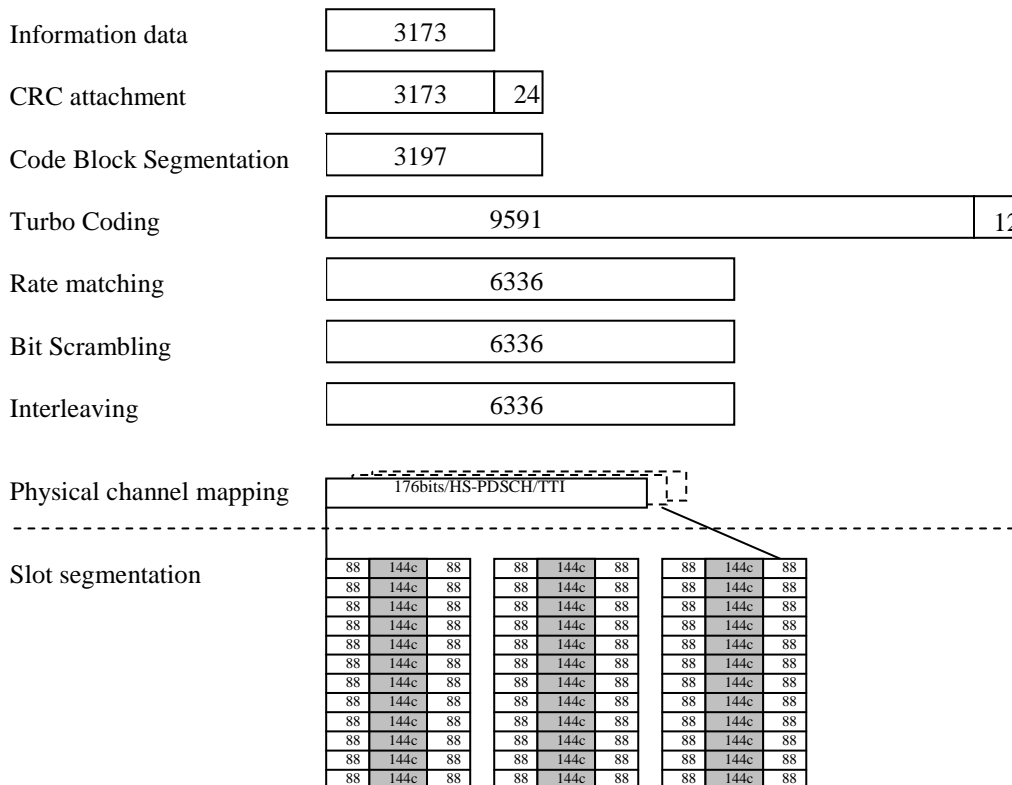 Information data 3173
CRC attachment 3173 24
Code Block Segmentation 3197
Turbo Coding 9591 12
Rate matching 6336
Bit Scrambling 6336
Interleaving 6336
Physical channel mapping 176bits/HS-PDSCH/TTI
Slot segmentation
88 144c 88 88 144c 88 88 144c 88
88 144c 88 88 144c 88 88 144c 88
88 144c 88 88 144c 88 88 144c 88
88 144c 88 88 144c 88 88 144c 88
88 144c 88 88 144c 88 88 144c 88
88 144c 88 88 144c 88 88 144c 88
88 144c 88 88 144c 88 88 144c 88
88 144c 88 88 144c 88 88 144c 88
88 144c 88 88 144c 88 88 144c 88
88 144c 88 88 144c 88 88 144c 88
88 144c 88 88 144c 88 88 144c 88
88 144c 88 88 144c 88 88 144c 88